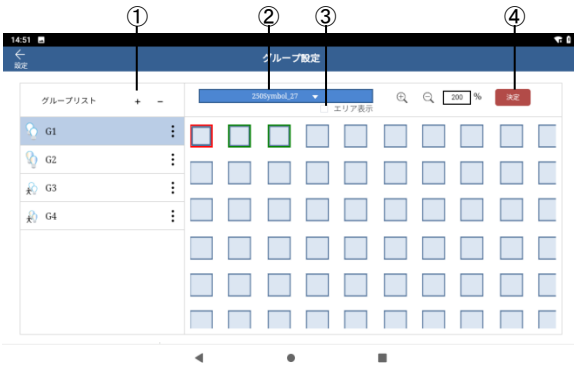 ① ② ③ ④
14:51
グループ設定
設定
グループリスト + −
250Symbol_27
200 %
決定
エリア表示
G1
G2
G3
G4